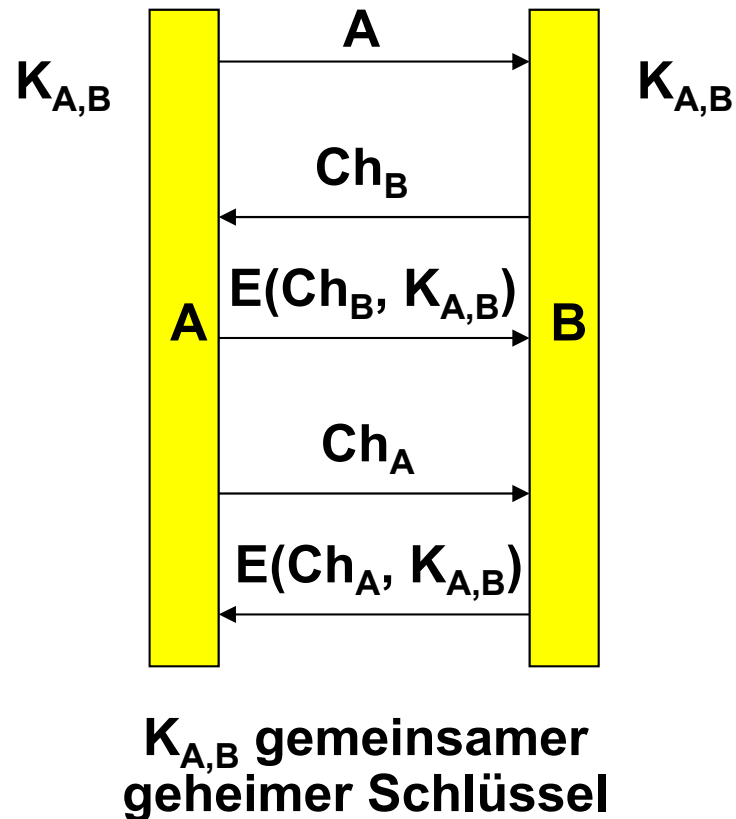 A
K_A,B
K_A,B
Ch_B
E(Ch_B, K_A,B)
A
B
Ch_A
E(Ch_A, K_A,B)
K_A,B gemeinsamer
geheimer Schlüssel